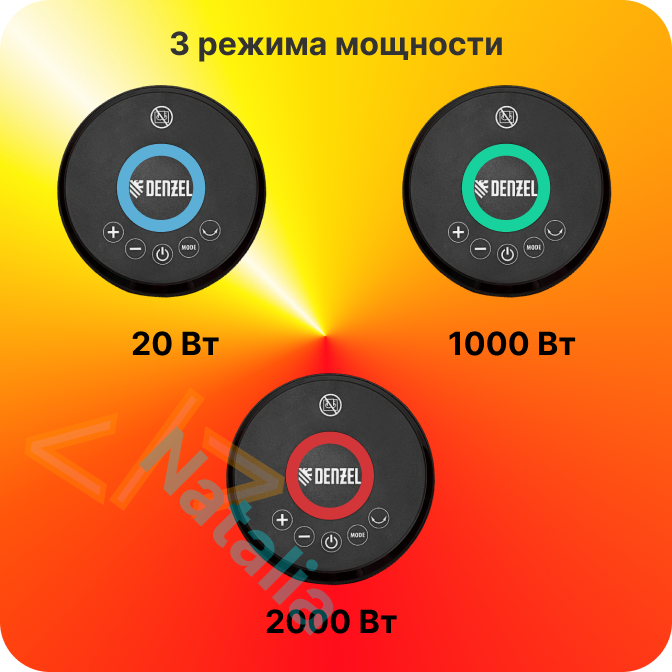 3 режима мощности
DENZEL
MODE
DENZEL
MODE
20 Вт
1000 Вт
DENZEL
MODE
2000 Вт
</|>
Natalia